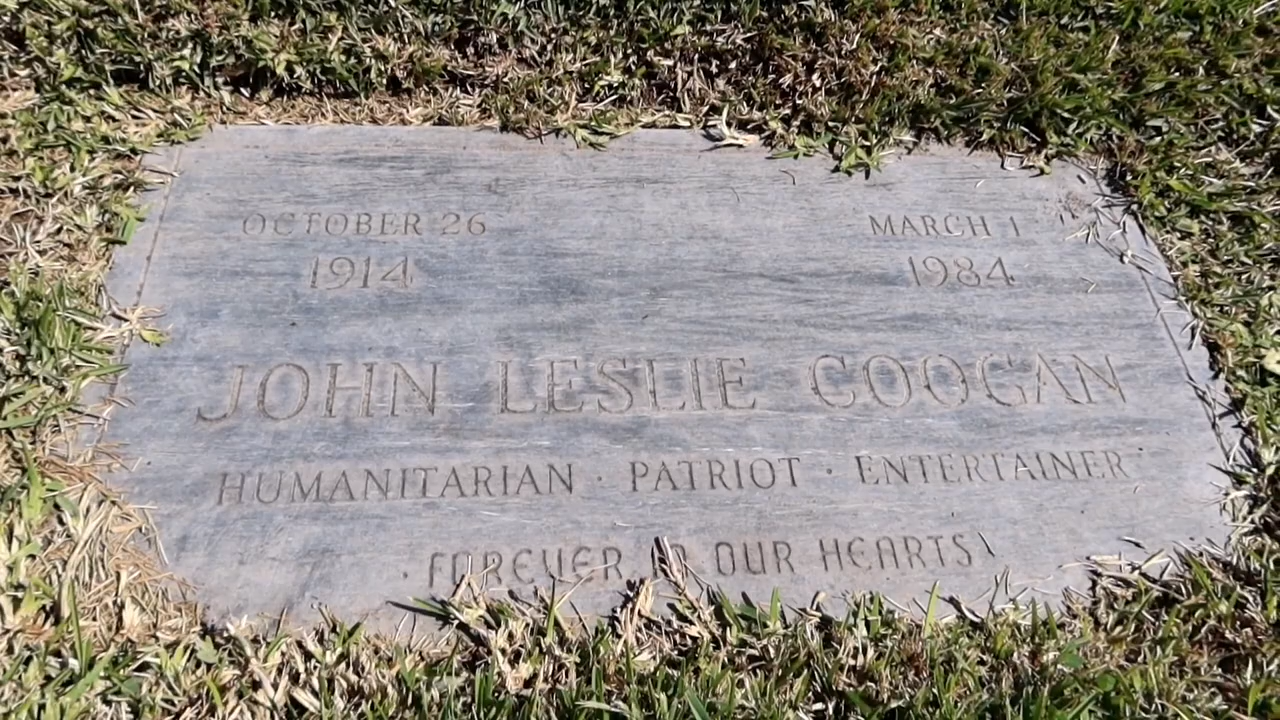 OCTOBER 26 MARCH 1
1914 1984
JOHN LESLIE COOGAN
HUMANITARIAN · PATRIOT · ENTERTAINER
FOREVER IN OUR HEARTS